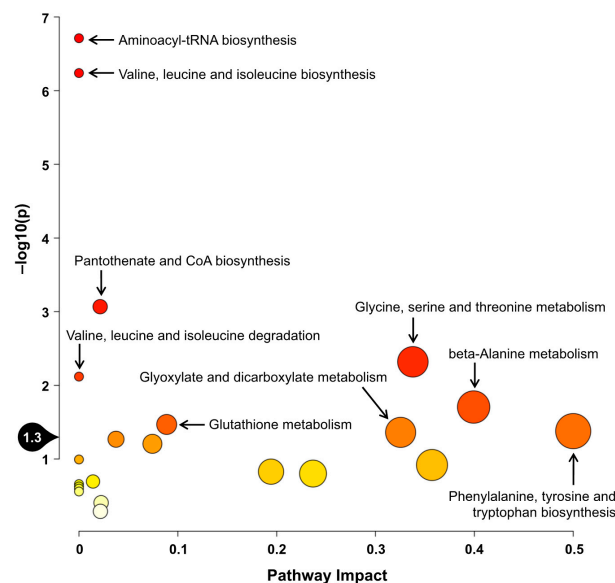 7
Aminoacyl-tRNA biosynthesis
Valine, leucine and isoleucine biosynthesis
6
5
−log10(p)
4
Pantothenate and CoA biosynthesis
3
Glycine, serine and threonine metabolism
Valine, leucine and isoleucine degradation
beta-Alanine metabolism
Glyoxylate and dicarboxylate metabolism
2
Glutathione metabolism
1.3
1
Phenylalanine, tyrosine and
tryptophan biosynthesis
0 0.1 0.2 0.3 0.4 0.5
Pathway Impact